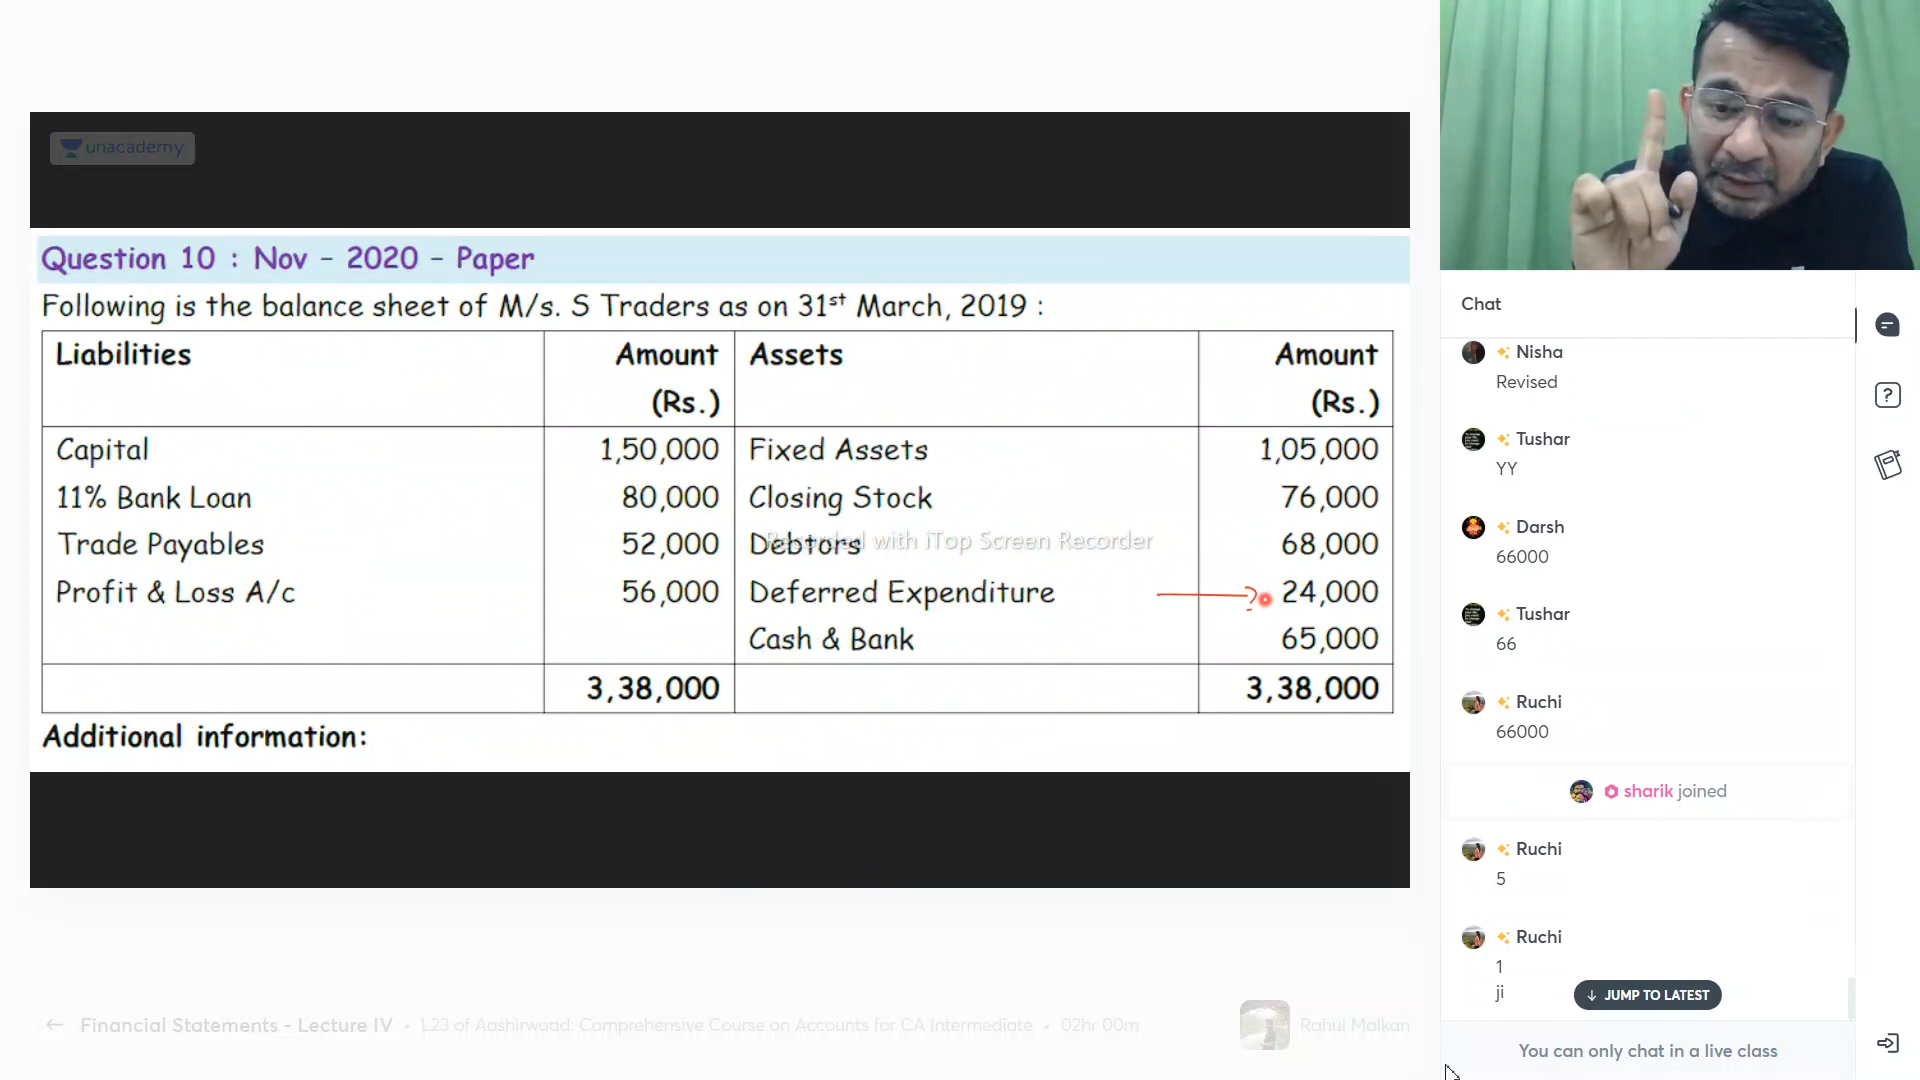 unacademy
Question 10 : Nov – 2020 – Paper
Following is the balance sheet of M/s. S Traders as on 31st March, 2019 :
Liabilities Amount (Rs.) Assets Amount (Rs.)
Capital 1,50,000 Fixed Assets 1,05,000
11% Bank Loan 80,000 Closing Stock 76,000
Trade Payables 52,000 Debtors 68,000
Recorded with iTop Screen Recorder
Profit & Loss A/c 56,000 Deferred Expenditure 24,000
Cash & Bank 65,000
3,38,000 3,38,000
Additional information:
Financial Statements - Lecture IV • L23 of Aashirwaad: Comprehensive Course on Accounts for CA Intermediate • 02hr 00m
Rahul Malkan
Chat
Nisha
Revised
Tushar
YY
Darsh
66000
Tushar
66
Ruchi
66000
sharik joined
Ruchi
5
Ruchi
1
ji
JUMP TO LATEST
You can only chat in a live class